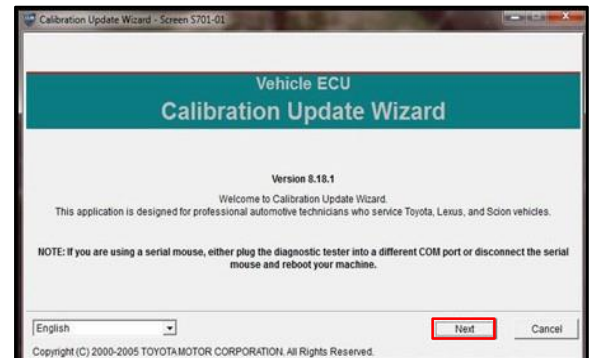 Calibration Update Wizard - Screen S701-01
Vehicle ECU
Calibration Update Wizard
Version 8.18.1
Welcome to Calibration Update Wizard.
This application is designed for professional automotive technicians who service Toyota, Lexus, and Scion vehicles.
NOTE: If you are using a serial mouse, either plug the diagnostic tester into a different COM port or disconnect the serial
mouse and reboot your machine.
English
Next
Cancel
Copyright (C) 2000-2005 TOYOTA MOTOR CORPORATION. All Rights Reserved.